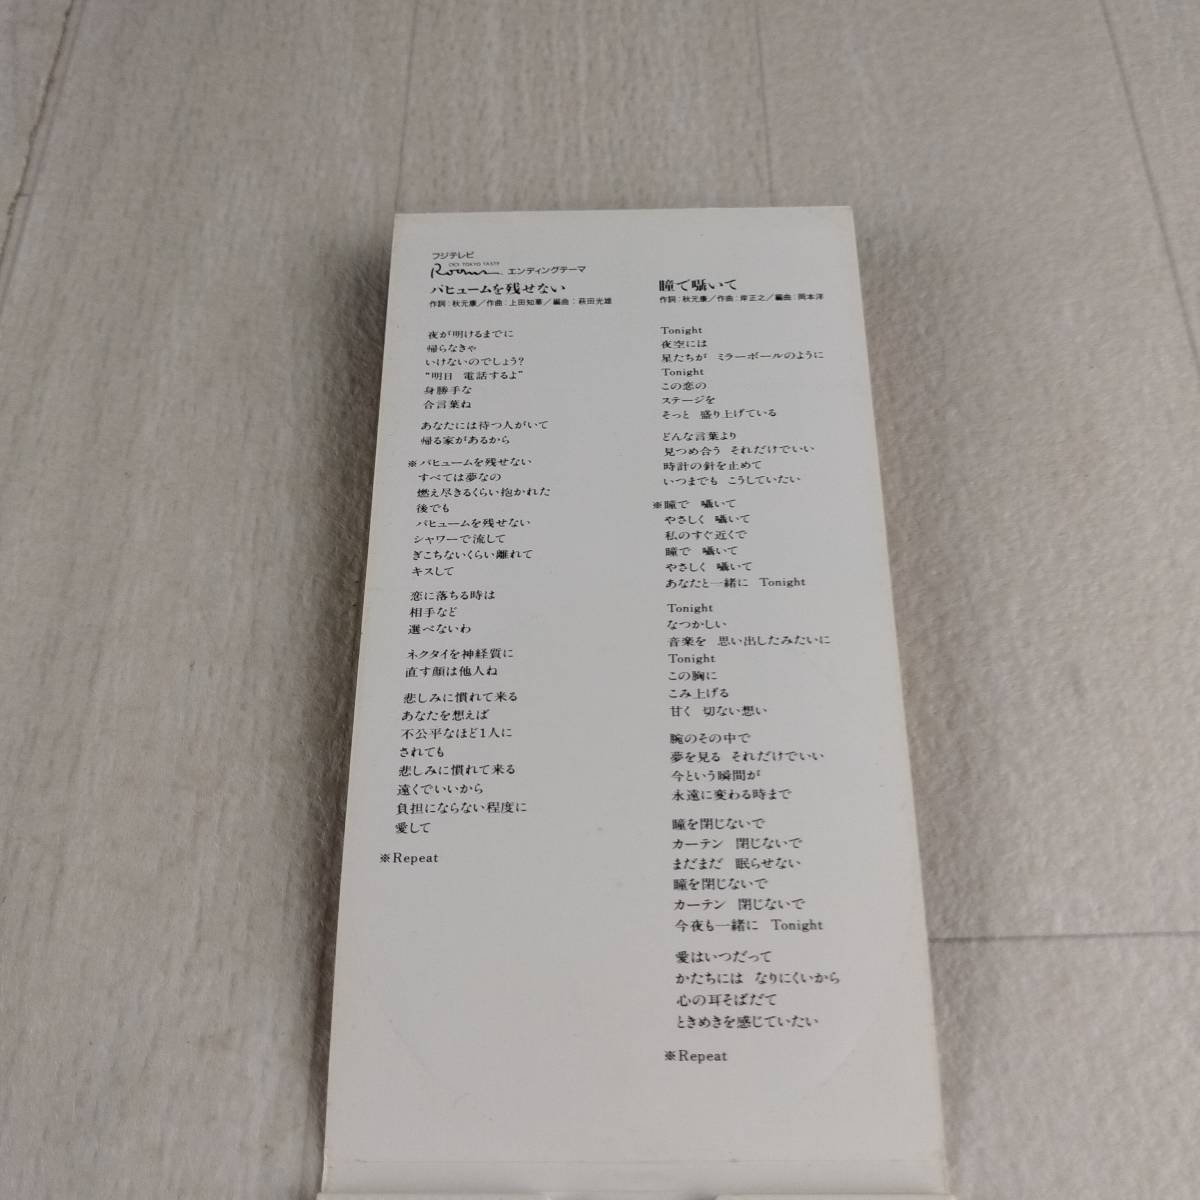 フジテレビ
TOKYO TASTY
Rooms エンディングテーマ
パヒュームを残せない
作詞：秋元康／作曲：上田知華／編曲：萩田光雄
夜が明けるまでに
帰らなきゃ
いけないのでしょう？
“明日　電話するよ”
身勝手な
合言葉ね
あなたには待つ人がいて
帰る家があるから
※パヒュームを残せない
すべては夢なの
燃え尽きるくらい抱かれた
後でも
パヒュームを残せない
シャワーで流して
ぎこちないくらい離れて
キスして
恋に落ちる時は
相手など
選べないわ
ネクタイを神経質に
直す顔は他人ね
悲しみに慣れて来る
あなたを想えば
不公平なほど1人に
されても
悲しみに慣れて来る
遠くでいいから
負担にならない程度に
愛して
※Repeat
瞳で囁いて
作詞：秋元康／作曲：岸正之／編曲：岡本洋
Tonight
夜空には
星たちが　ミラーボールのように
Tonight
この恋の
ステージを
そっと　盛り上げている
どんな言葉より
見つめ合う　それだけでいい
時計の針を止めて
いつまでも　こうしていたい
※瞳で　囁いて
やさしく　囁いて
私のすぐ近くで
瞳で　囁いて
やさしく　囁いて
あなたと一緒に　Tonight
Tonight
なつかしい
音楽を　思い出したみたいに
Tonight
この胸に
こみ上げる
甘く　切ない想い
腕のその中で
夢を見る　それだけでいい
今という瞬間が
永遠に変わる時まで
瞳を閉じないで
カーテン　閉じないで
まだまだ　眠らせない
瞳を閉じないで
カーテン　閉じないで
今夜も一緒に　Tonight
愛はいつだって
かたちには　なりにくいから
心の耳そばだて
ときめきを感じていたい
※Repeat